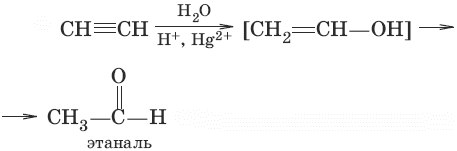 CH≡CH H₂O / H⁺, Hg²⁺ → [CH₂=CH—OH] →
→ CH₃—C(=O)—H
этаналь